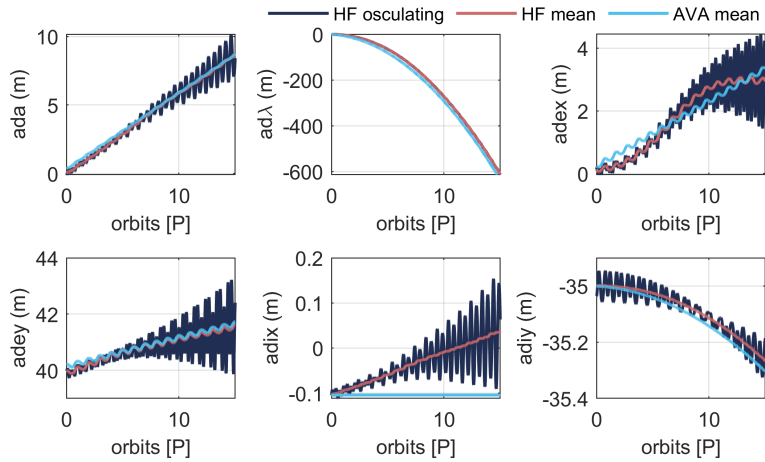 HF osculating HF mean AVA mean
10
5
0
ada (m)
0 10
orbits [P]
0
-200
-400
-600
adλ (m)
0 10
orbits [P]
4
2
0
adex (m)
0 10
orbits [P]
44
42
40
adey (m)
0 10
orbits [P]
0.2
0.1
0
-0.1
adix (m)
0 10
orbits [P]
-35
-35.2
-35.4
adiy (m)
0 10
orbits [P]